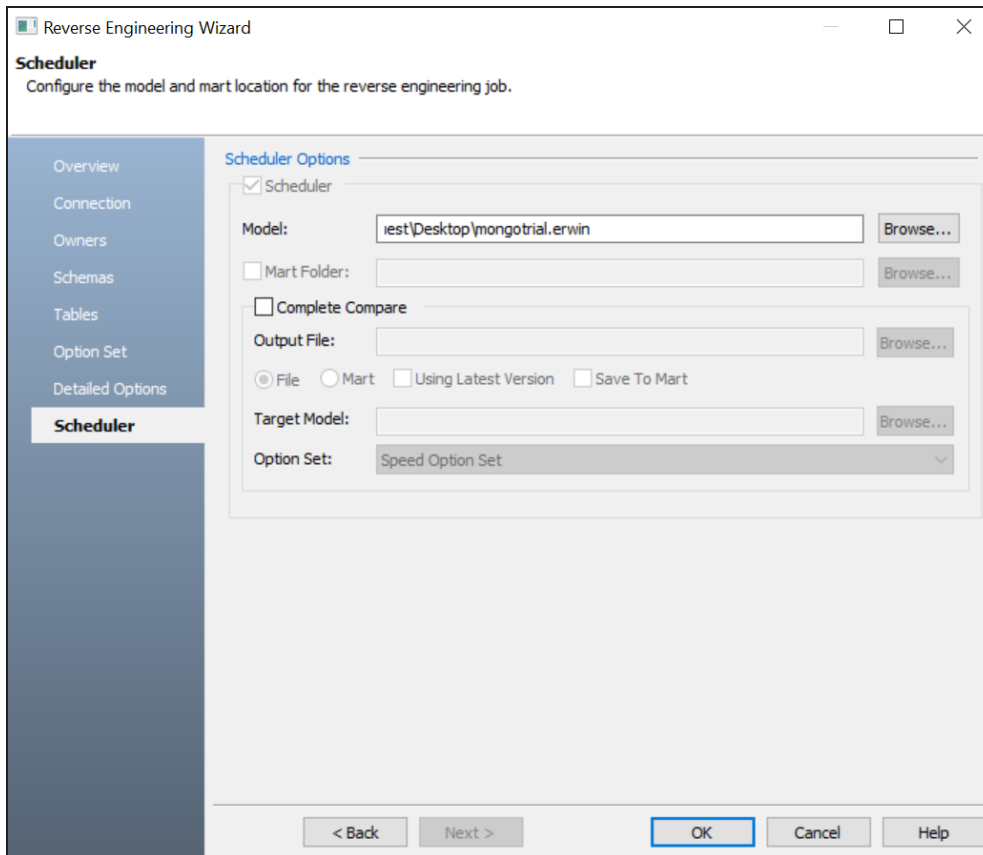 Reverse Engineering Wizard
Scheduler
Configure the model and mart location for the reverse engineering job.
Overview
Connection
Owners
Schemas
Tables
Option Set
Detailed Options
Scheduler
Scheduler Options
Scheduler
Model: est\Desktop\mongotrial.erwin Browse...
Mart Folder: Browse...
Complete Compare
Output File: Browse...
File Mart Using Latest Version Save To Mart
Target Model: Browse...
Option Set: Speed Option Set
< Back Next > OK Cancel Help